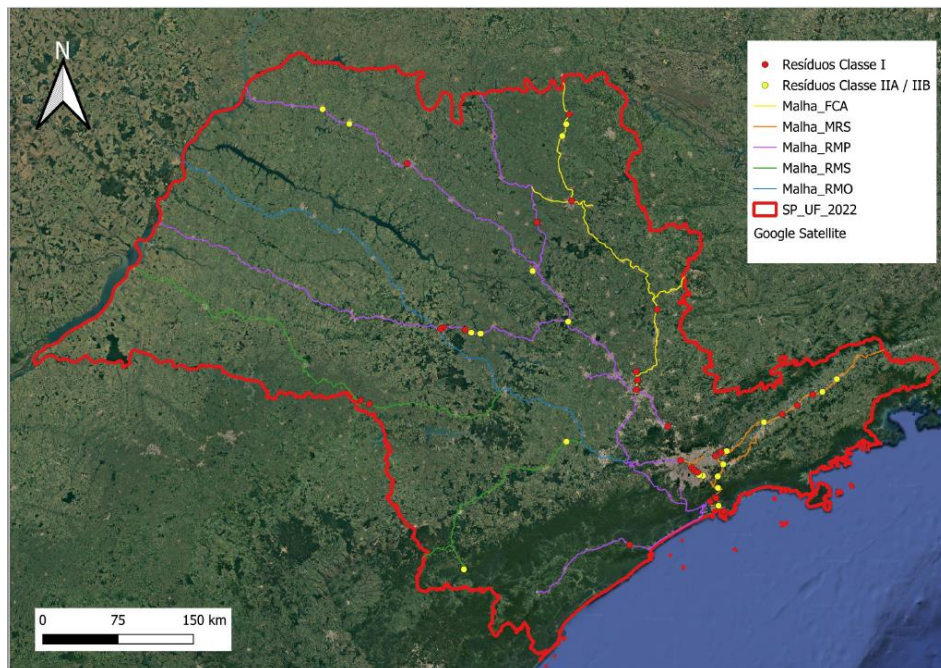 N
Resíduos Classe I
Resíduos Classe IIA / IIB
Malha_FCA
Malha_MRS
Malha_RMP
Malha_RMS
Malha_RMO
SP_UF_2022
Google Satellite
0 75 150 km